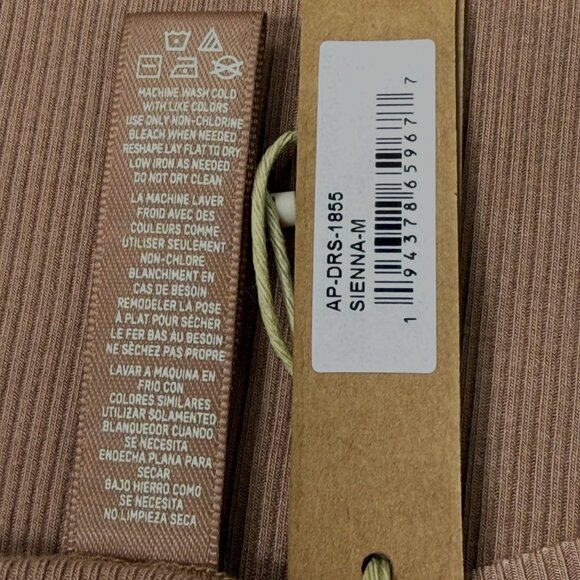 MACHINE WASH COLD
WITH LIKE COLORS
USE ONLY NON-CHLORINE
BLEACH WHEN NEEDED
RESHAPE LAY FLAT TO DRY
LOW IRON AS NEEDED
DO NOT DRY CLEAN
LA MACHINE LAVER
FROID AVEC DES
COULEURS COMME
UTILISER SEULEMENT
NON-CHLORE
BLANCHIMENT EN
CAS DE BESOIN
REMODELER LA POSE
À PLAT POUR SÈCHER
LE FER BAS AU BESOIN
NE SÈCHEZ PAS PROPRE
LAVAR A MAQUINA EN
FRIO CON
COLORES SIMILARES
UTILIZAR SOLAMENTED
BLANQUEDOR CUANDO
SE NECESITA
ENDECHA PLANA PARA
SECAR
BAJO HIERRO COMO
SE NECESITA
NO LIMPIEZA SECA
AP-DRS-1855
SIENNA-M
1 94378 65967 7